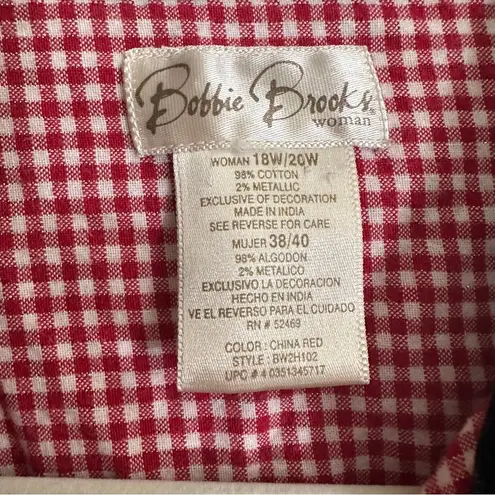 Bobbie Brooks
woman
WOMAN 18W/20W
98% COTTON
2% METALLIC
EXCLUSIVE OF DECORATION
MADE IN INDIA
SEE REVERSE FOR CARE
MUJER 38/40
98% ALGODON
2% METALICO
EXCLUSIVO LA DECORACION
HECHO EN INDIA
VE EL REVERSO PARA EL CUIDADO
RN # 52469
COLOR : CHINA RED
STYLE : BW2H102
UPC # 4 0351345717